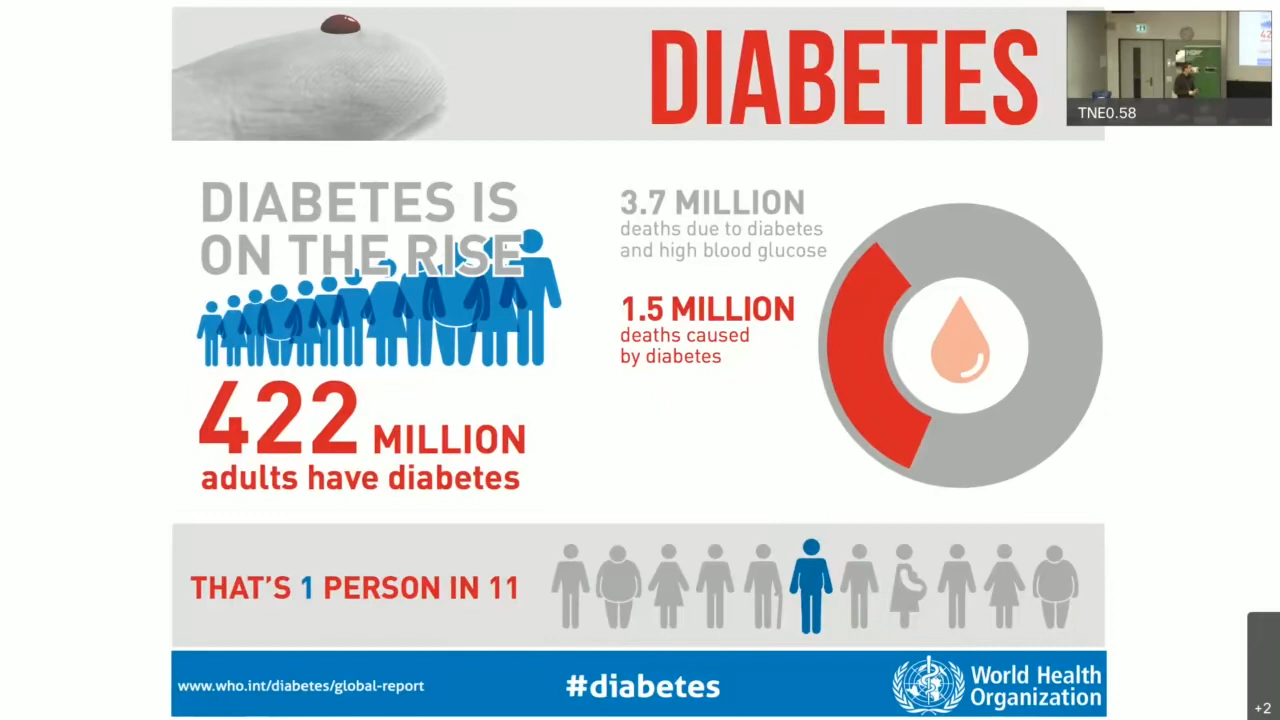 DIABETES
TNE0.58
DIABETES IS
ON THE RISE
422 MILLION
adults have diabetes
3.7 MILLION
deaths due to diabetes
and high blood glucose
1.5 MILLION
deaths caused
by diabetes
THAT'S 1 PERSON IN 11
www.who.int/diabetes/global-report
#diabetes
World Health
Organization
+2